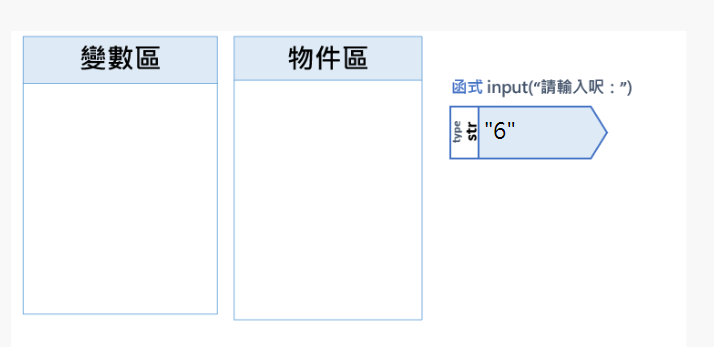 變數區
物件區
函式 input(“請輸入呎：”)
type
str
"6"